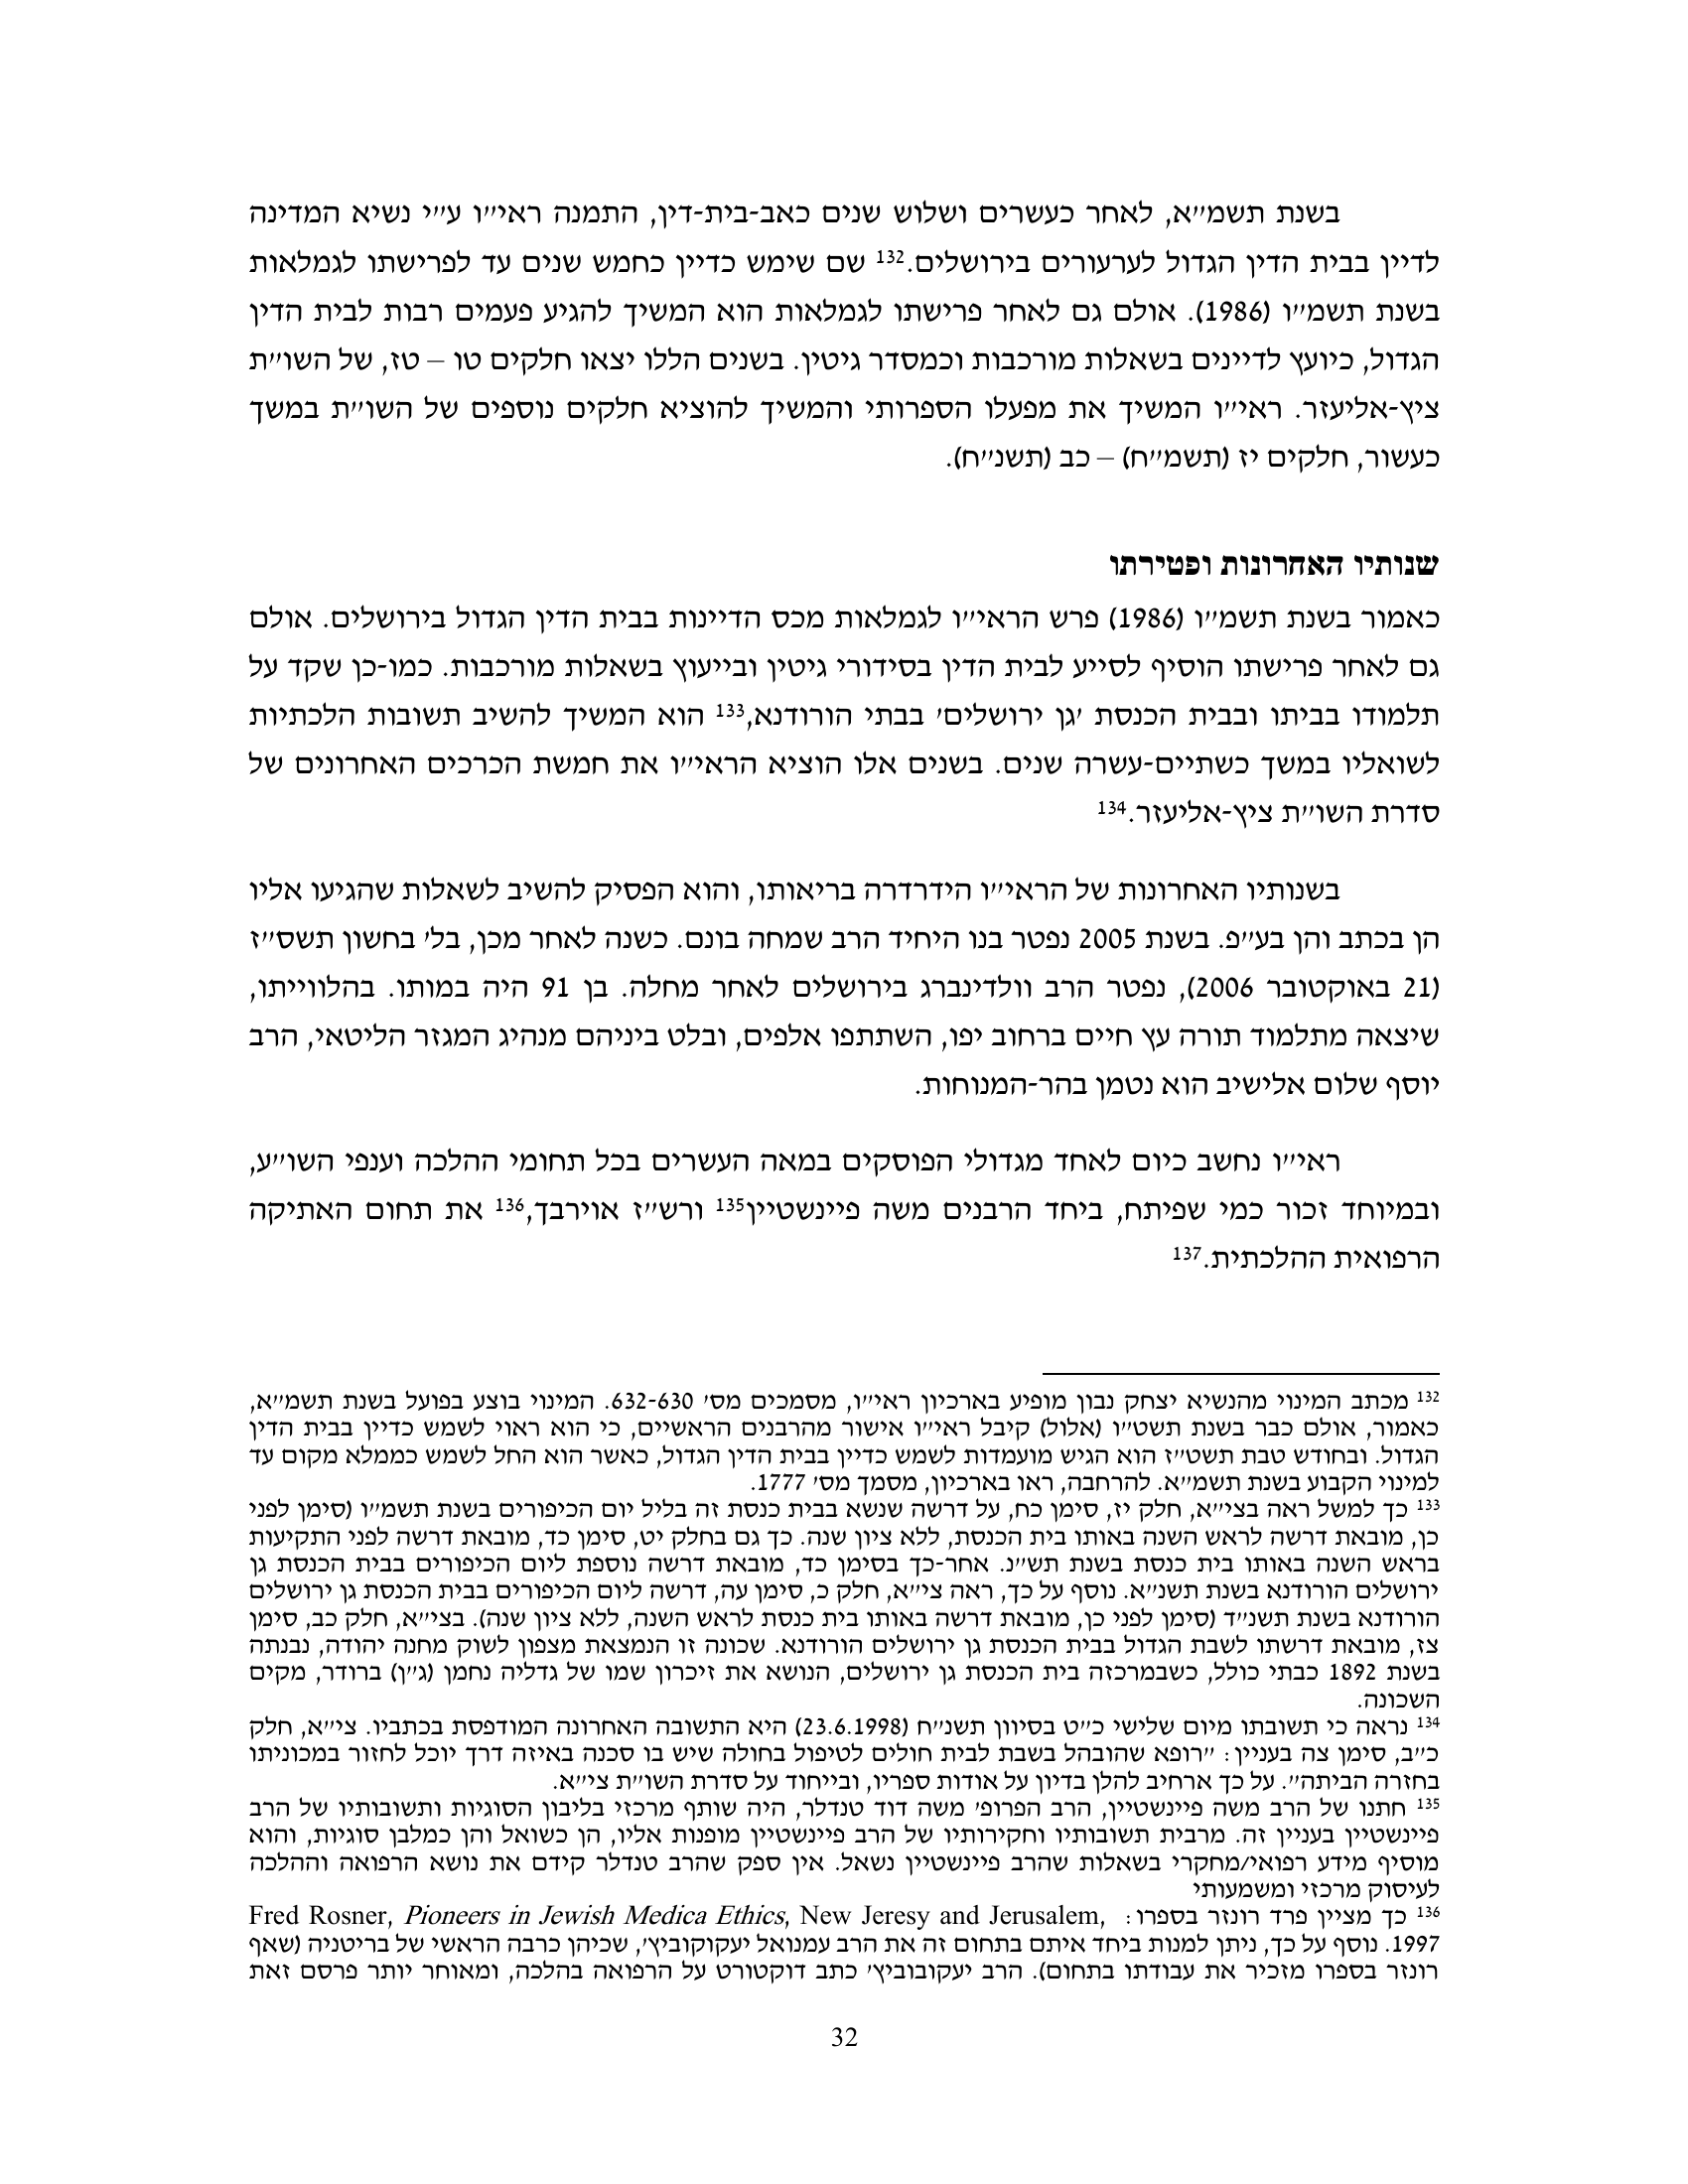 בשנת תשמ״א, לאחר כעשרים ושלוש שנים כאב-בית-דין, התמנה ראי״ו ע״י נשיא המדינה
לדיין בבית הדין הגדול לערעורים בירושלים.132 שם שימש כדיין כחמש שנים עד לפרישתו לגמלאות
בשנת תשמ״ו (1986). אולם גם לאחר פרישתו לגמלאות הוא המשיך להגיע פעמים רבות לבית הדין
הגדול, כיועץ לדיינים בשאלות מורכבות וכמסדר גיטין. בשנים הללו יצאו חלקים טו – טז, של השו״ת
ציץ-אליעזר. ראי״ו המשיך את מפעלו הספרותי והמשיך להוציא חלקים נוספים של השו״ת במשך
כעשור, חלקים יז (תשמ״ח) – כב (תשנ״ח).
שנותיו האחרונות ופטירתו
כאמור בשנת תשמ״ו (1986) פרש הראי״ו לגמלאות מכס הדיינות בבית הדין הגדול בירושלים. אולם
גם לאחר פרישתו הוסיף לסייע לבית הדין בסידורי גיטין ובייעוץ בשאלות מורכבות. כמו-כן שקד על
תלמודו בביתו ובבית הכנסת ׳גן ירושלים׳ בבתי הורודנא,133 הוא המשיך להשיב תשובות הלכתיות
לשואליו במשך כשתיים-עשרה שנים. בשנים אלו הוציא הראי״ו את חמשת הכרכים האחרונים של
סדרת השו״ת ציץ-אליעזר.134
בשנותיו האחרונות של הראי״ו הידרדרה בריאותו, והוא הפסיק להשיב לשאלות שהגיעו אליו
הן בכתב והן בע״פ. בשנת 2005 נפטר בנו היחיד הרב שמחה בונם. כשנה לאחר מכן, בל׳ בחשון תשס״ז
(21 באוקטובר 2006), נפטר הרב וולדינברג בירושלים לאחר מחלה. בן 91 היה במותו. בהלווייתו,
שיצאה מתלמוד תורה עץ חיים ברחוב יפו, השתתפו אלפים, ובלט ביניהם מנהיג המגזר הליטאי, הרב
יוסף שלום אלישיב הוא נטמן בהר-המנוחות.
ראי״ו נחשב כיום לאחד מגדולי הפוסקים במאה העשרים בכל תחומי ההלכה וענפי השו״ע,
ובמיוחד זכור כמי שפיתח, ביחד הרבנים משה פיינשטיין135 ורש״ז אוירבך,136 את תחום האתיקה
הרפואית ההלכתית.137
132 מכתב המינוי מהנשיא יצחק נבון מופיע בארכיון ראי״ו, מסמכים מס׳ 632-630. המינוי בוצע בפועל בשנת תשמ״א,
כאמור, אולם כבר בשנת תשט״ו (אלול) קיבל ראי״ו אישור מהרבנים הראשיים, כי הוא ראוי לשמש כדיין בבית הדין
הגדול. ובחודש טבת תשט״ז הוא הגיש מועמדות לשמש כדיין בבית הדין הגדול, כאשר הוא החל לשמש כממלא מקום עד
למינוי הקבוע בשנת תשמ״א. להרחבה, ראו בארכיון, מסמך מס׳ 1777.
133 כך למשל ראה בצי״א, חלק יז, סימן כח, על דרשה שנשא בבית כנסת זה בליל יום הכיפורים בשנת תשמ״ו (סימן לפני
כן, מובאת דרשה לראש השנה באותו בית הכנסת, ללא ציון שנה. כך גם בחלק יט, סימן כד, מובאת דרשה לפני התקיעות
בראש השנה באותו בית כנסת בשנת תש״נ. אחר-כך בסימן כד, מובאת דרשה נוספת ליום הכיפורים בבית הכנסת גן
ירושלים הורודנא בשנת תשנ״א. נוסף על כך, ראה צי״א, חלק כ, סימן עה, דרשה ליום הכיפורים בבית הכנסת גן ירושלים
הורודנא בשנת תשנ״ד (סימן לפני כן, מובאת דרשה באותו בית כנסת לראש השנה, ללא ציון שנה). בצי״א, חלק כב, סימן
צז, מובאת דרשתו לשבת הגדול בבית הכנסת גן ירושלים הורודנא. שכונה זו הנמצאת מצפון לשוק מחנה יהודה, נבנתה
בשנת 1892 כבתי כולל, כשבמרכזה בית הכנסת גן ירושלים, הנושא את זיכרון שמו של גדליה נחמן (ג״ן) ברודר, מקים
השכונה.
134 נראה כי תשובתו מיום שלישי כ״ט בסיוון תשנ״ח (23.6.1998) היא התשובה האחרונה המודפסת בכתביו. צי״א, חלק
כ״ב, סימן צה בעניין: ״רופא שהובהל בשבת לבית חולים לטיפול בחולה שיש בו סכנה באיזה דרך יוכל לחזור במכוניתו
בחזרה הביתה״. על כך ארחיב להלן בדיון על אודות ספריו, ובייחוד על סדרת השו״ת צי״א.
135 חתנו של הרב משה פיינשטיין, הרב הפרופ׳ משה דוד טנדלר, היה שותף מרכזי בליבון הסוגיות ותשובותיו של הרב
פיינשטיין בעניין זה. מרבית תשובותיו וחקירותיו של הרב פיינשטיין מופנות אליו, הן כשואל והן כמלבן סוגיות, והוא
מוסיף מידע רפואי/מחקרי בשאלות שהרב פיינשטיין נשאל. אין ספק שהרב טנדלר קידם את נושא הרפואה וההלכה
לעיסוק מרכזי ומשמעותי
136 כך מציין פרד רונזר בספרו: Fred Rosner, Pioneers in Jewish Medica Ethics, New Jeresy and Jerusalem,
1997. נוסף על כך, ניתן למנות ביחד איתם בתחום זה את הרב עמנואל יעקוקוביץ׳, שכיהן כרבה הראשי של בריטניה (שאף
רונזר בספרו מזכיר את עבודתו בתחום). הרב יעקובוביץ׳ כתב דוקטורט על הרפואה בהלכה, ומאוחר יותר פרסם זאת
32